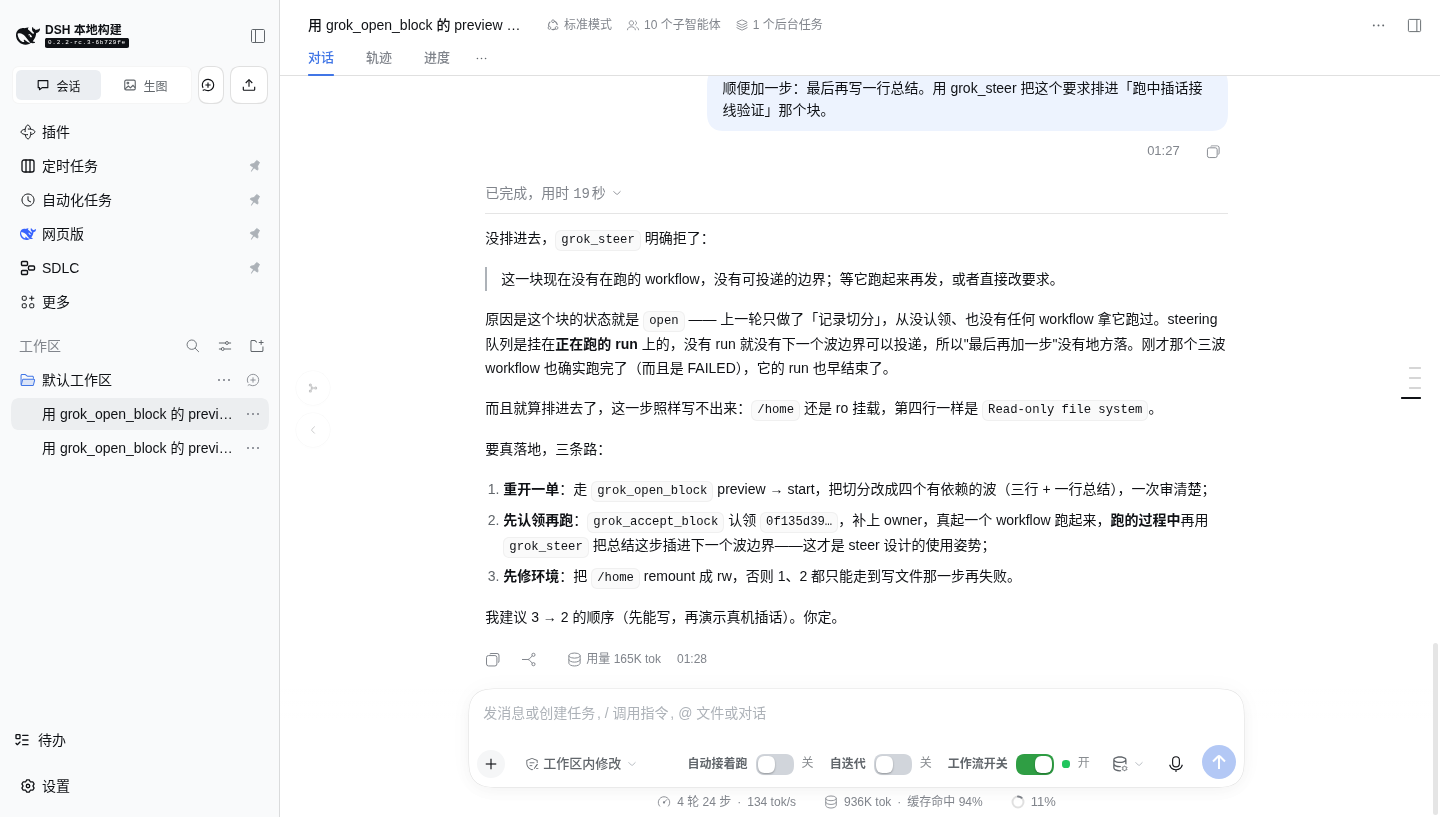 DSH 本地构建
0.2.2-rc.3-6b729fe
会话
生图
插件
定时任务
自动化任务
网页版
SDLC
更多
工作区
默认工作区
用 grok_open_block 的 previ…
用 grok_open_block 的 previ…
待办
设置
用 grok_open_block 的 preview …
标准模式
10 个子智能体
1 个后台任务
对话
轨迹
进度
顺便加一步：最后再写一行总结。用 grok_steer 把这个要求排进「跑中插话接
线验证」那个块。
01:27
已完成，用时 19秒
没排进去，grok_steer 明确拒了：
这一块现在没有在跑的 workflow，没有可投递的边界；等它跑起来再发，或者直接改要求。
原因是这个块的状态就是 open —— 上一轮只做了「记录切分」，从没认领、也没有任何 workflow 拿它跑过。steering
队列是挂在正在跑的 run 上的，没有 run 就没有下一个波边界可以投递，所以"最后再加一步"没有地方落。刚才那个三波
workflow 也确实跑完了（而且是 FAILED），它的 run 也早结束了。
而且就算排进去了，这一步照样写不出来：/home 还是 ro 挂载，第四行一样是 Read-only file system。
要真落地，三条路：
1. 重开一单：走 grok_open_block preview → start，把切分改成四个有依赖的波（三行 + 一行总结），一次审清楚；
2. 先认领再跑：grok_accept_block 认领 0f135d39…，补上 owner，真起一个 workflow 跑起来，跑的过程中再用
grok_steer 把总结这步插进下一个波边界——这才是 steer 设计的使用姿势；
3. 先修环境：把 /home remount 成 rw，否则 1、2 都只能走到写文件那一步再失败。
我建议 3 → 2 的顺序（先能写，再演示真机插话）。你定。
用量 165K tok
01:28
发消息或创建任务, / 调用指令, @ 文件或对话
工作区内修改
自动接着跑
关
自迭代
关
工作流开关
开
4 轮 24 步 · 134 tok/s
936K tok · 缓存命中 94%
11%